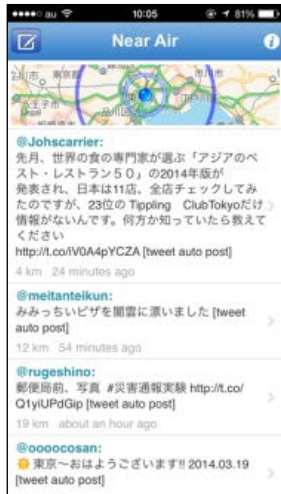 au 10:05 81%
Near Air
市川市
品川区
Legal
@Johscarrier:
先月、世界の食の専門家が選ぶ「アジアのベ
スト・レストラン５０」の2014年版が
発表され、日本は11店、全店チェックしてみ
たのですが、23位の Tippling　ClubTokyoだけ
情報がないんです。何方か知っていたら教えて
ください
http://t.co/iV0A4pYCZA [tweet auto post]
4 km 24 minutes ago
@meitanteikun:
みみっちいピザを闇雲に漂いました [tweet
auto post]
12 km 54 minutes ago
@rugeshino:
郵便局前、写真 #災害通報実験 http://t.co/
Q1yiUPdGip [tweet auto post]
19 km about an hour ago
@oooocosan:
東京〜おはようございます!! 2014.03.19
[tweet auto post]